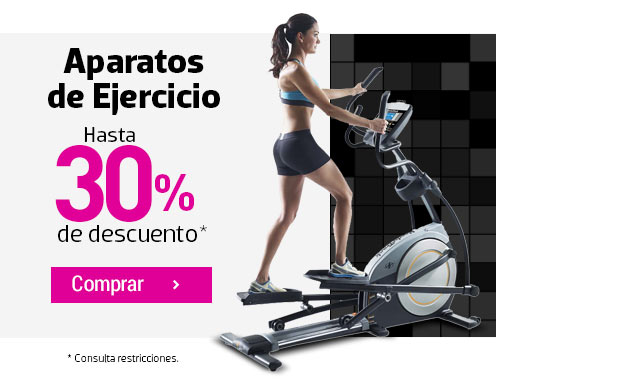 Aparatos
de Ejercicio
Hasta
30%
de descuento*
Comprar >
* Consulta restricciones.